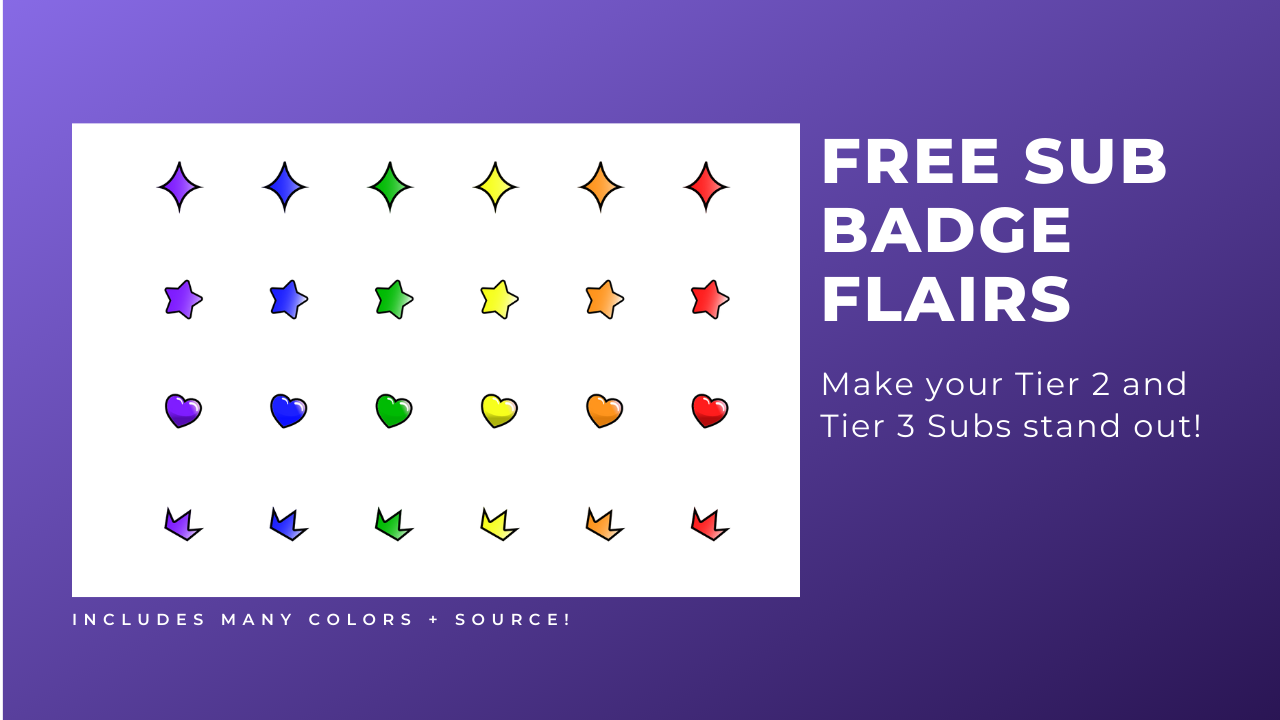 FREE SUB
BADGE
FLAIRS
Make your Tier 2 and
Tier 3 Subs stand out!
INCLUDES MANY COLORS + SOURCE!